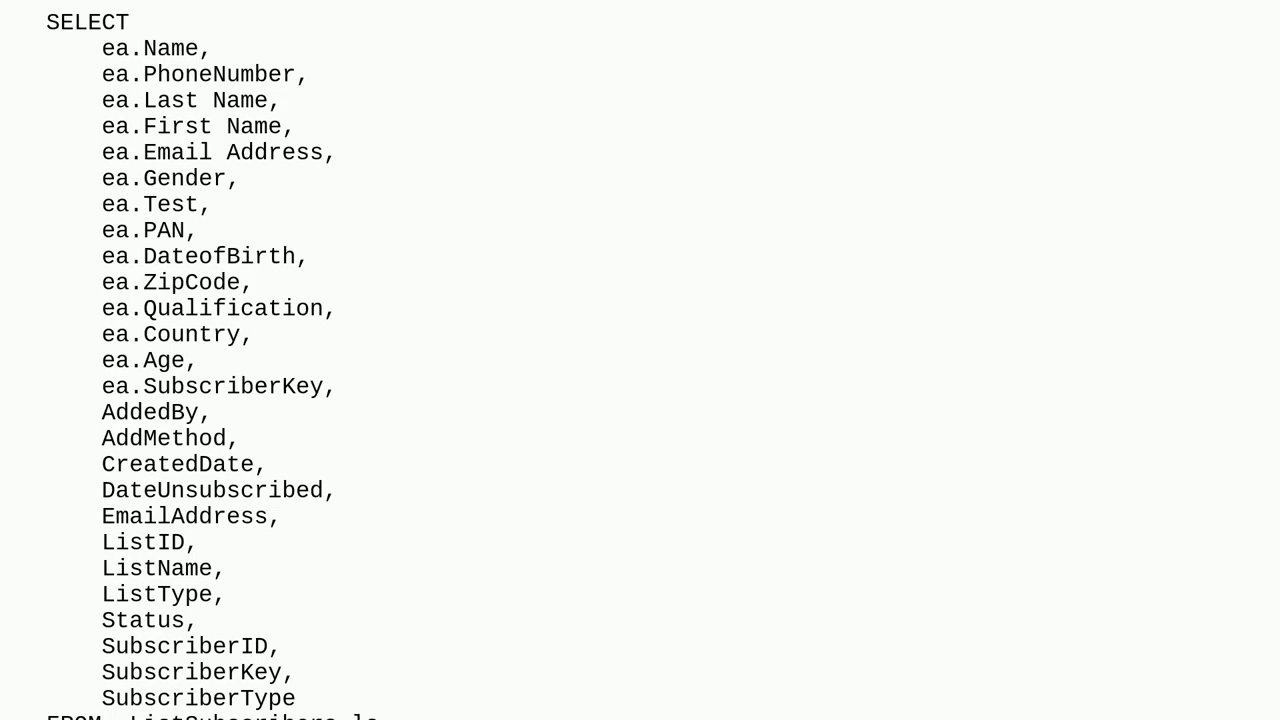 SELECT
ea.Name,
ea.PhoneNumber,
ea.Last Name,
ea.First Name,
ea.Email Address,
ea.Gender,
ea.Test,
ea.PAN,
ea.DateofBirth,
ea.ZipCode,
ea.Qualification,
ea.Country,
ea.Age,
ea.SubscriberKey,
AddedBy,
AddMethod,
CreatedDate,
DateUnsubscribed,
EmailAddress,
ListID,
ListName,
ListType,
Status,
SubscriberID,
SubscriberKey,
SubscriberType
FROM